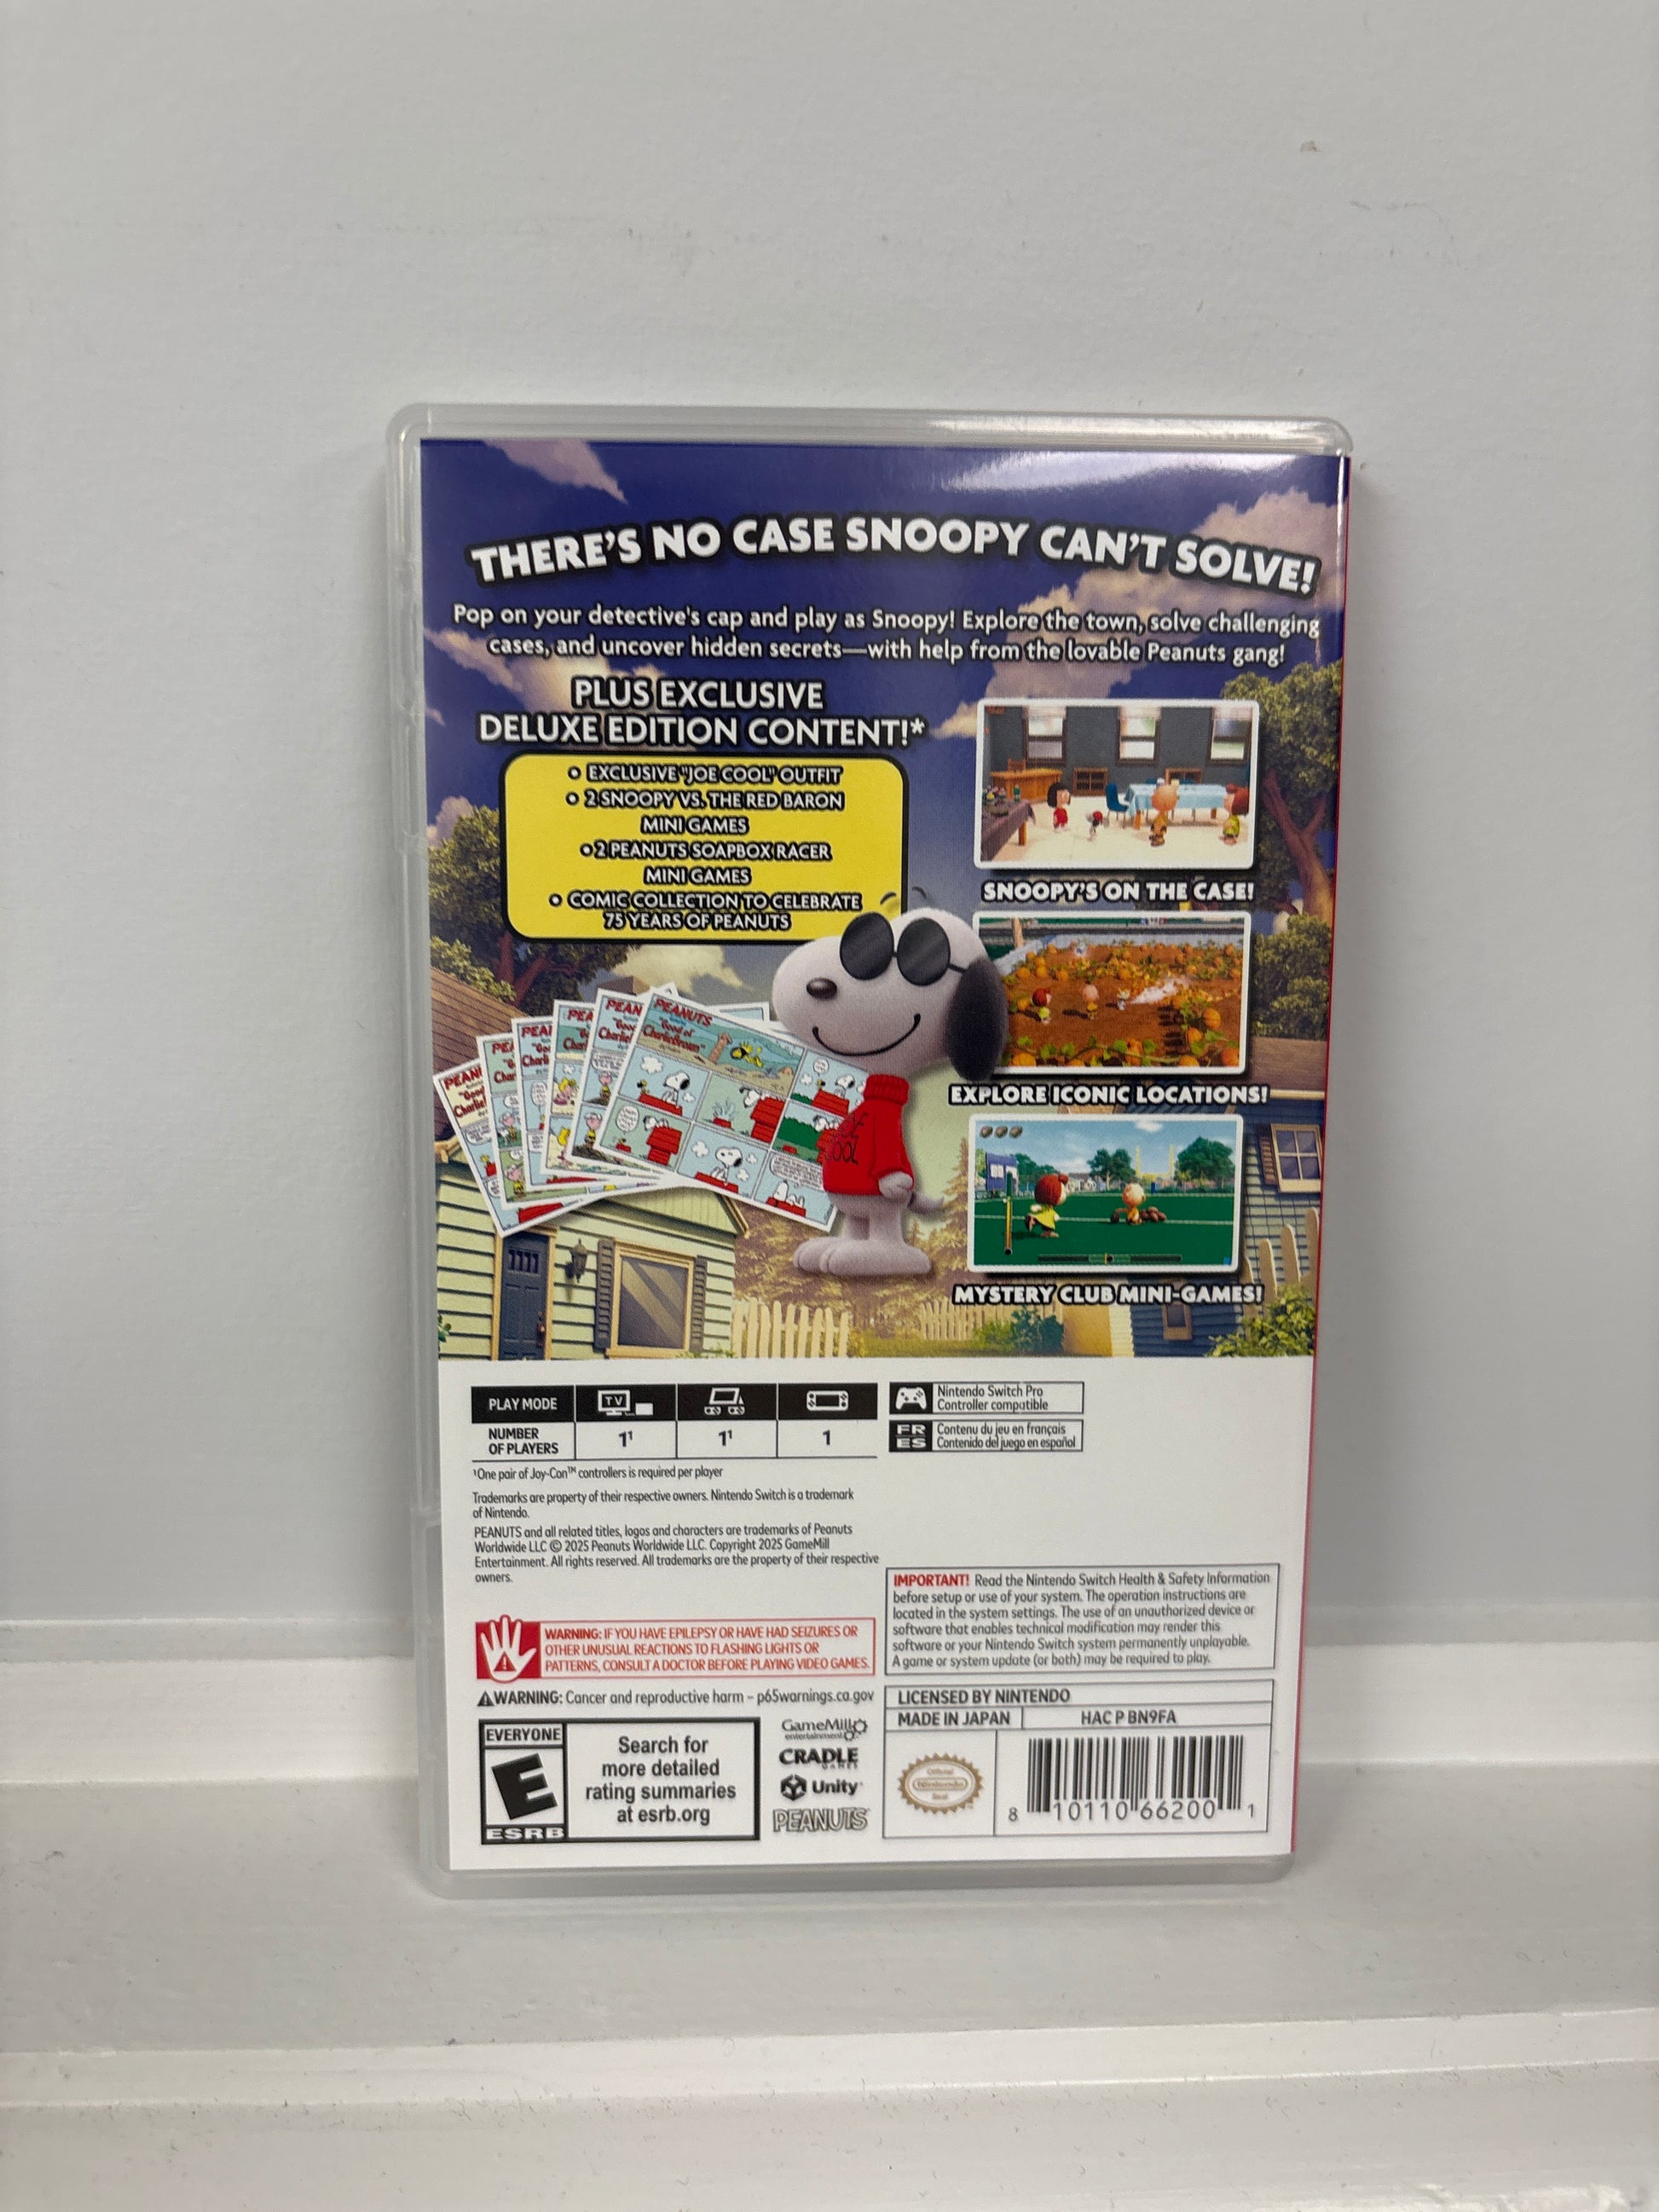 THERE'S NO CASE SNOOPY CAN'T SOLVE!
Pop on your detective's cap and play as Snoopy! Explore the town, solve challenging
cases, and uncover hidden secrets—with help from the lovable Peanuts gang!
PLUS EXCLUSIVE
DELUXE EDITION CONTENT!*
• EXCLUSIVE "JOE COOL" OUTFIT
• 2 SNOOPY VS. THE RED BARON
MINI GAMES
• 2 PEANUTS SOAPBOX RACER
MINI GAMES
• COMIC COLLECTION TO CELEBRATE
75 YEARS OF PEANUTS
SNOOPY'S ON THE CASE!
EXPLORE ICONIC LOCATIONS!
MYSTERY CLUB MINI-GAMES!
PEANUTS
"Good ol'
CharlieBrown"
PLAY MODE
TV
NUMBER
OF PLAYERS
1¹
1¹
1
Nintendo Switch Pro
Controller compatible
FR
ES
Contenu du jeu en français
Contenido del juego en español
¹One pair of Joy-Con™ controllers is required per player
Trademarks are property of their respective owners. Nintendo Switch is a trademark
of Nintendo.
PEANUTS and all related titles, logos and characters are trademarks of Peanuts
Worldwide LLC © 2025 Peanuts Worldwide LLC. Copyright 2025 GameMill
Entertainment. All rights reserved. All trademarks are the property of their respective
owners.
IMPORTANT! Read the Nintendo Switch Health & Safety Information
before setup or use of your system. The operation instructions are
located in the system settings. The use of an unauthorized device or
software that enables technical modification may render this
software or your Nintendo Switch system permanently unplayable.
A game or system update (or both) may be required to play.
WARNING: IF YOU HAVE EPILEPSY OR HAVE HAD SEIZURES OR
OTHER UNUSUAL REACTIONS TO FLASHING LIGHTS OR
PATTERNS, CONSULT A DOCTOR BEFORE PLAYING VIDEO GAMES.
WARNING: Cancer and reproductive harm – p65warnings.ca.gov
LICENSED BY NINTENDO
MADE IN JAPAN
HAC P BN9FA
EVERYONE
E
ESRB
Search for
more detailed
rating summaries
at esrb.org
GameMill
entertainment
CRADLE
GAMES
Unity
PEANUTS
Official
Nintendo
Seal
8 10110 66200 1